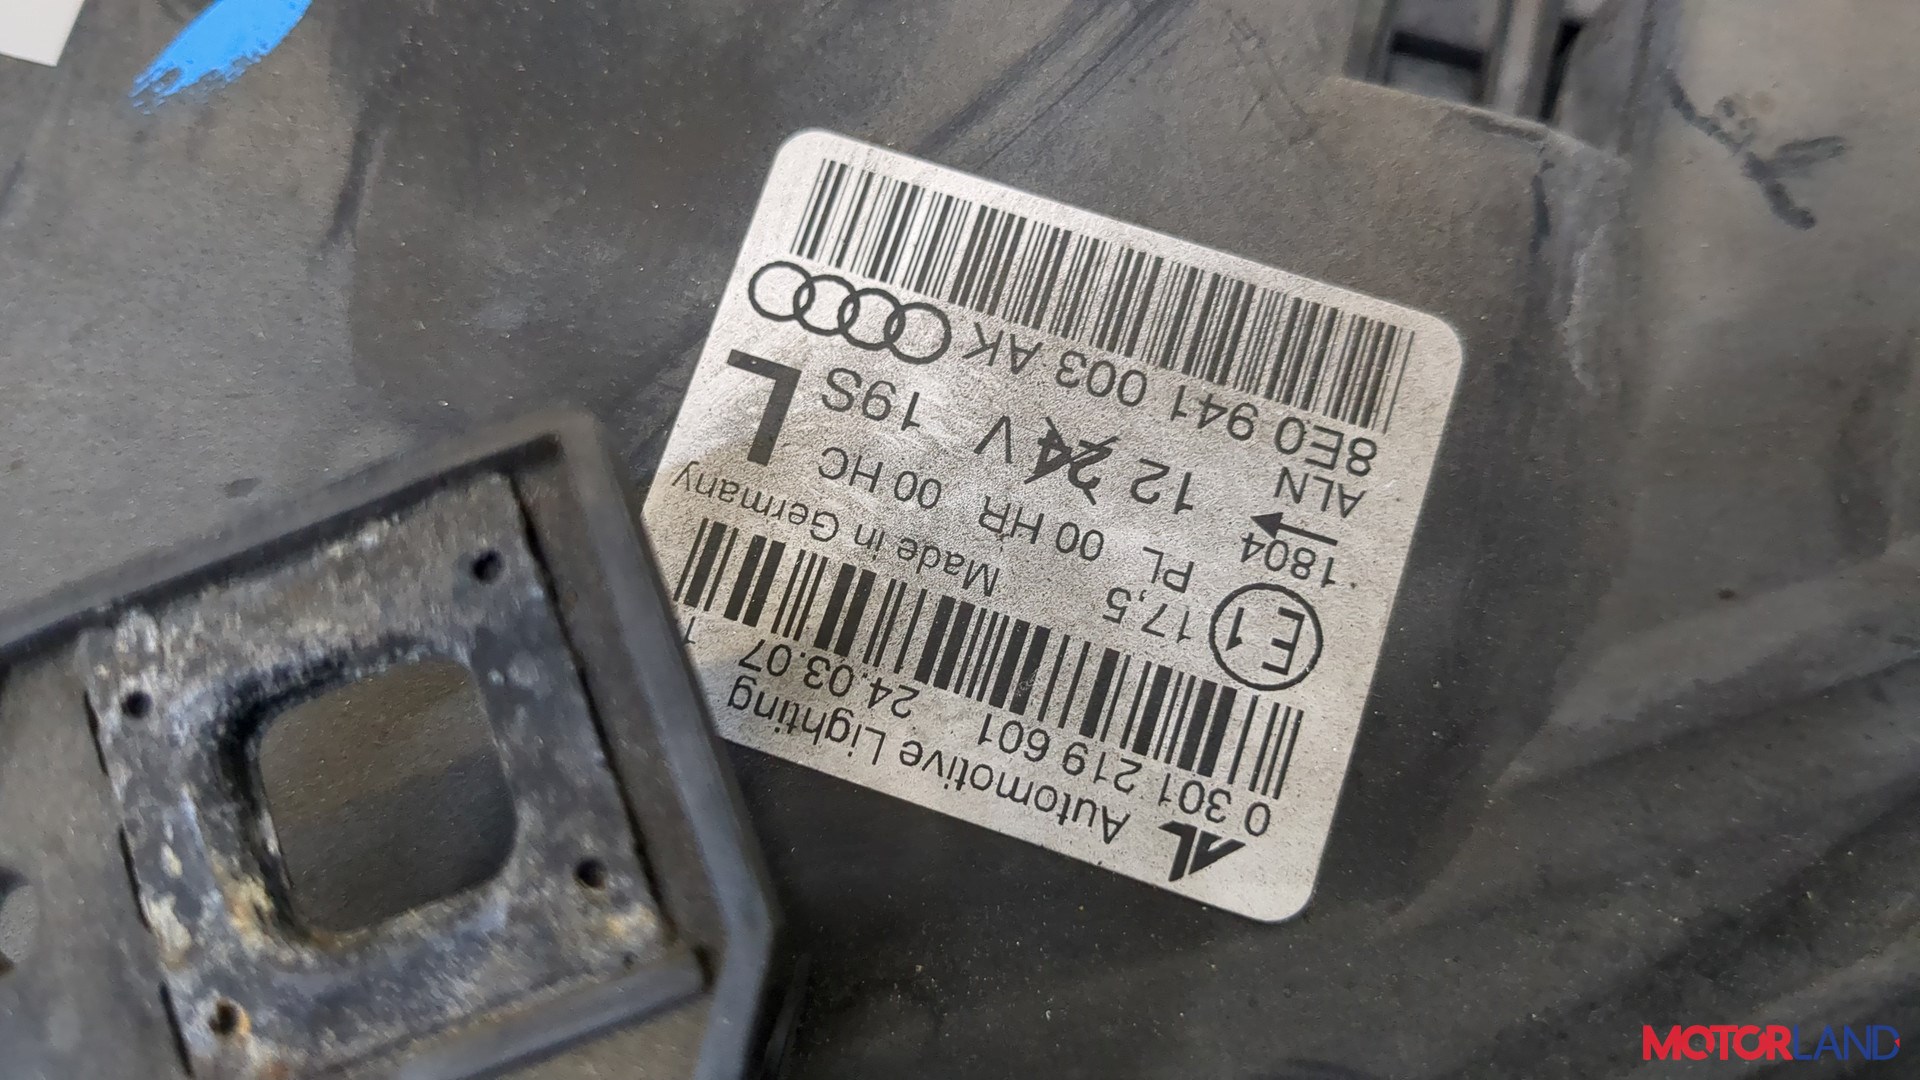 Automotive Lighting
0 301 219 601 24.03.07
E1 17,5 Made in Germany
1804 PL 00 HR 00 HC
ALN 12 24 V 19S L
8E0 941 003 AK
MOTORLAND